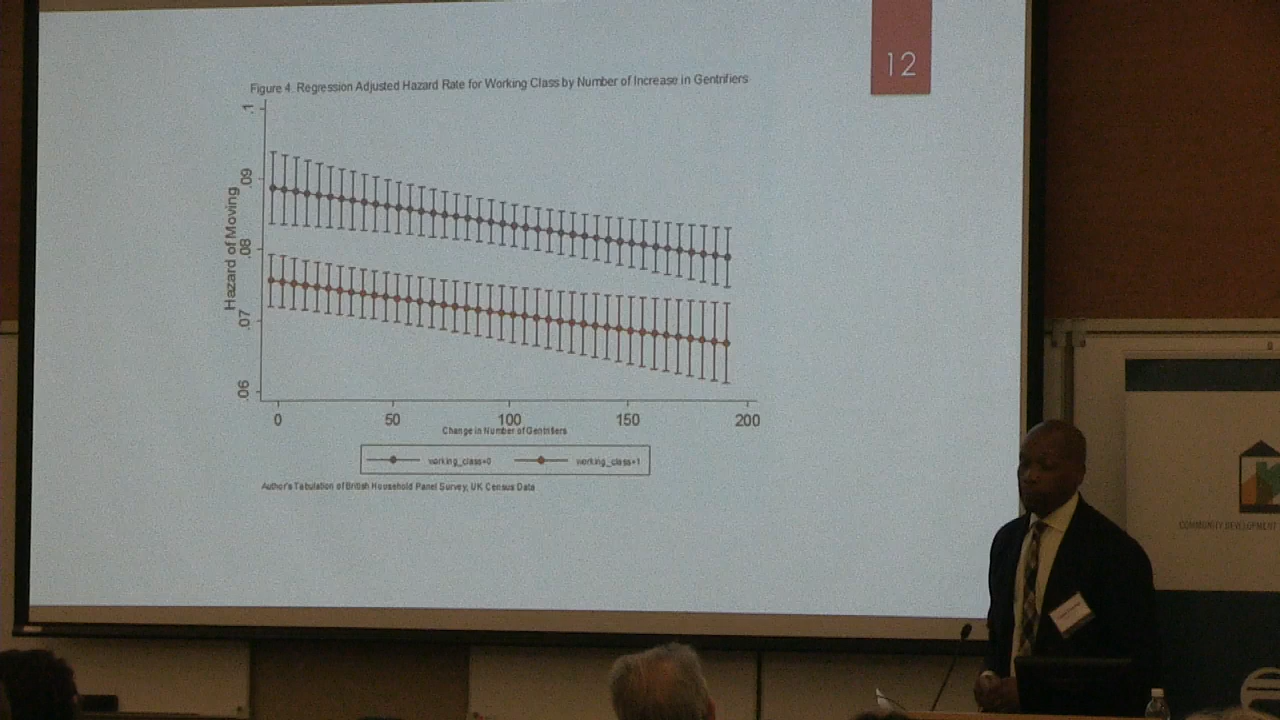 12
Figure 4. Regression Adjusted Hazard Rate for Working Class by Number of Increase in Gentrifiers
.1
.09
.08
.07
.06
Hazard of Moving
0 50 100 150 200
Change in Number of Gentrifiers
working_class=0 working_class=1
Author's Tabulation of British Household Panel Survey, UK Census Data
COMMUNITY DEVELOPMENT